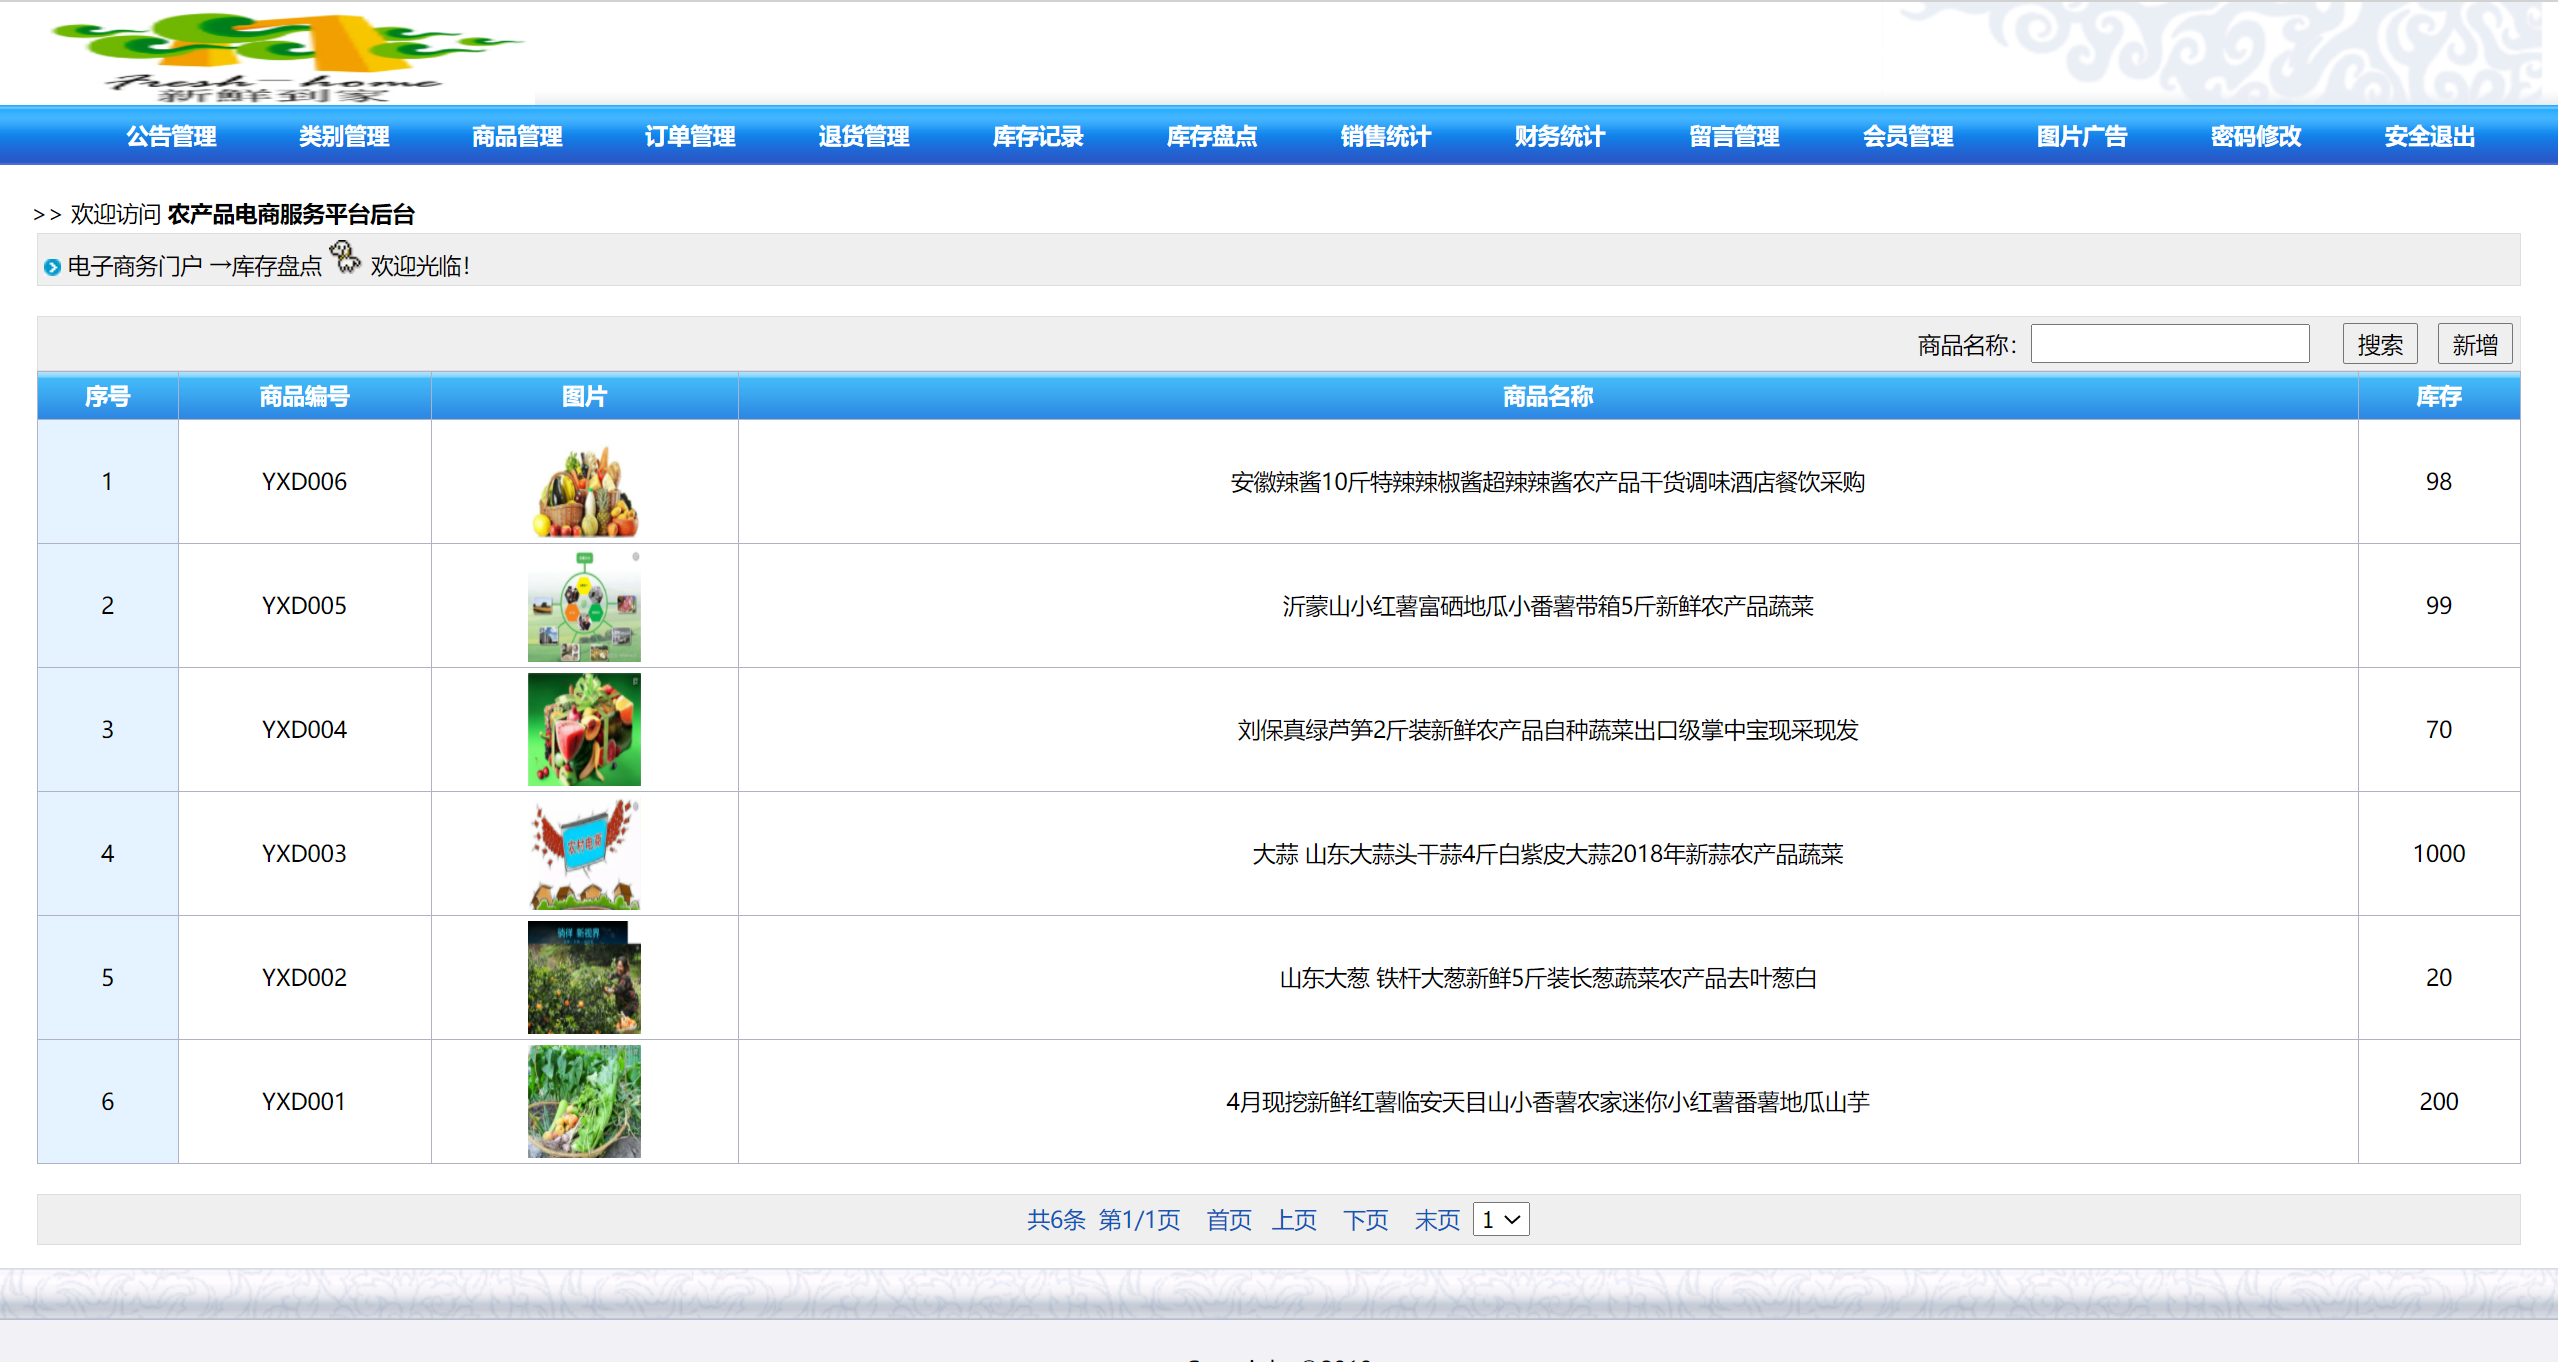 Fresh-home
新鲜到家
公告管理 类别管理 商品管理 订单管理 退货管理 库存记录 库存盘点 销售统计 财务统计 留言管理 会员管理 图片广告 密码修改 安全退出
>> 欢迎访问 农产品电商服务平台后台
电子商务门户 →库存盘点 欢迎光临!
商品名称: 搜索 新增
序号 商品编号 图片 商品名称 库存
1 YXD006 安徽辣酱10斤特辣辣椒酱超辣辣酱农产品干货调味酒店餐饮采购 98
2 YXD005 沂蒙山小红薯富硒地瓜小番薯带箱5斤新鲜农产品蔬菜 99
3 YXD004 刘保真绿芦笋2斤装新鲜农产品自种蔬菜出口级掌中宝现采现发 70
4 YXD003 农村电商 大蒜 山东大蒜头干蒜4斤白紫皮大蒜2018年新蒜农产品蔬菜 1000
5 YXD002 山东大葱 铁杆大葱新鲜5斤装长葱蔬菜农产品去叶葱白 20
6 YXD001 4月现挖新鲜红薯临安天目山小香薯农家迷你小红薯番薯地瓜山芋 200
共6条 第1/1页 首页 上页 下页 末页 1